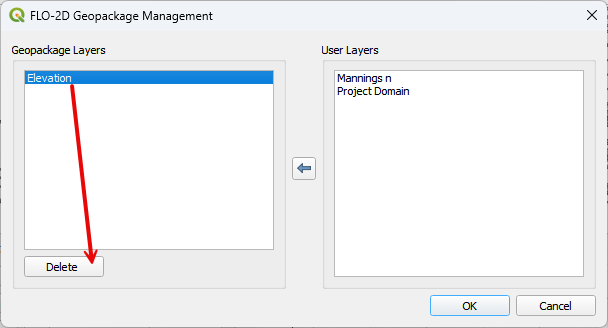 FLO-2D Geopackage Management
Geopackage Layers
User Layers
Elevation
Mannings n
Project Domain
Delete
OK
Cancel